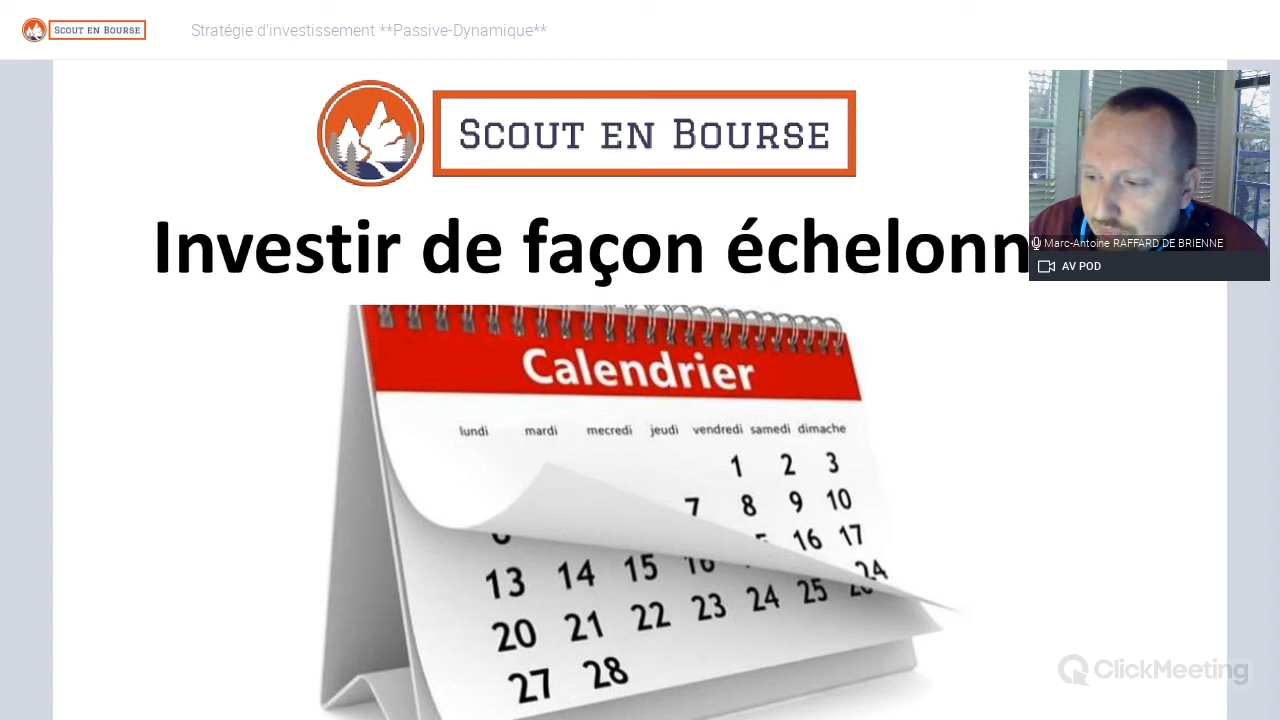 SCOUT EN BOURSE
Stratégie d'investissement **Passive-Dynamique**
SCOUT EN BOURSE
Investir de façon échelonn
Marc-Antoine RAFFARD DE BRIENNE
AV POD
Calendrier
lundi mardi mecredi jeudi vendredi samedi dimache
1 2 3
7 8 9 10
16 17
13 14 15 16 24
20 21 22 23 24 25
27 28
ClickMeeting